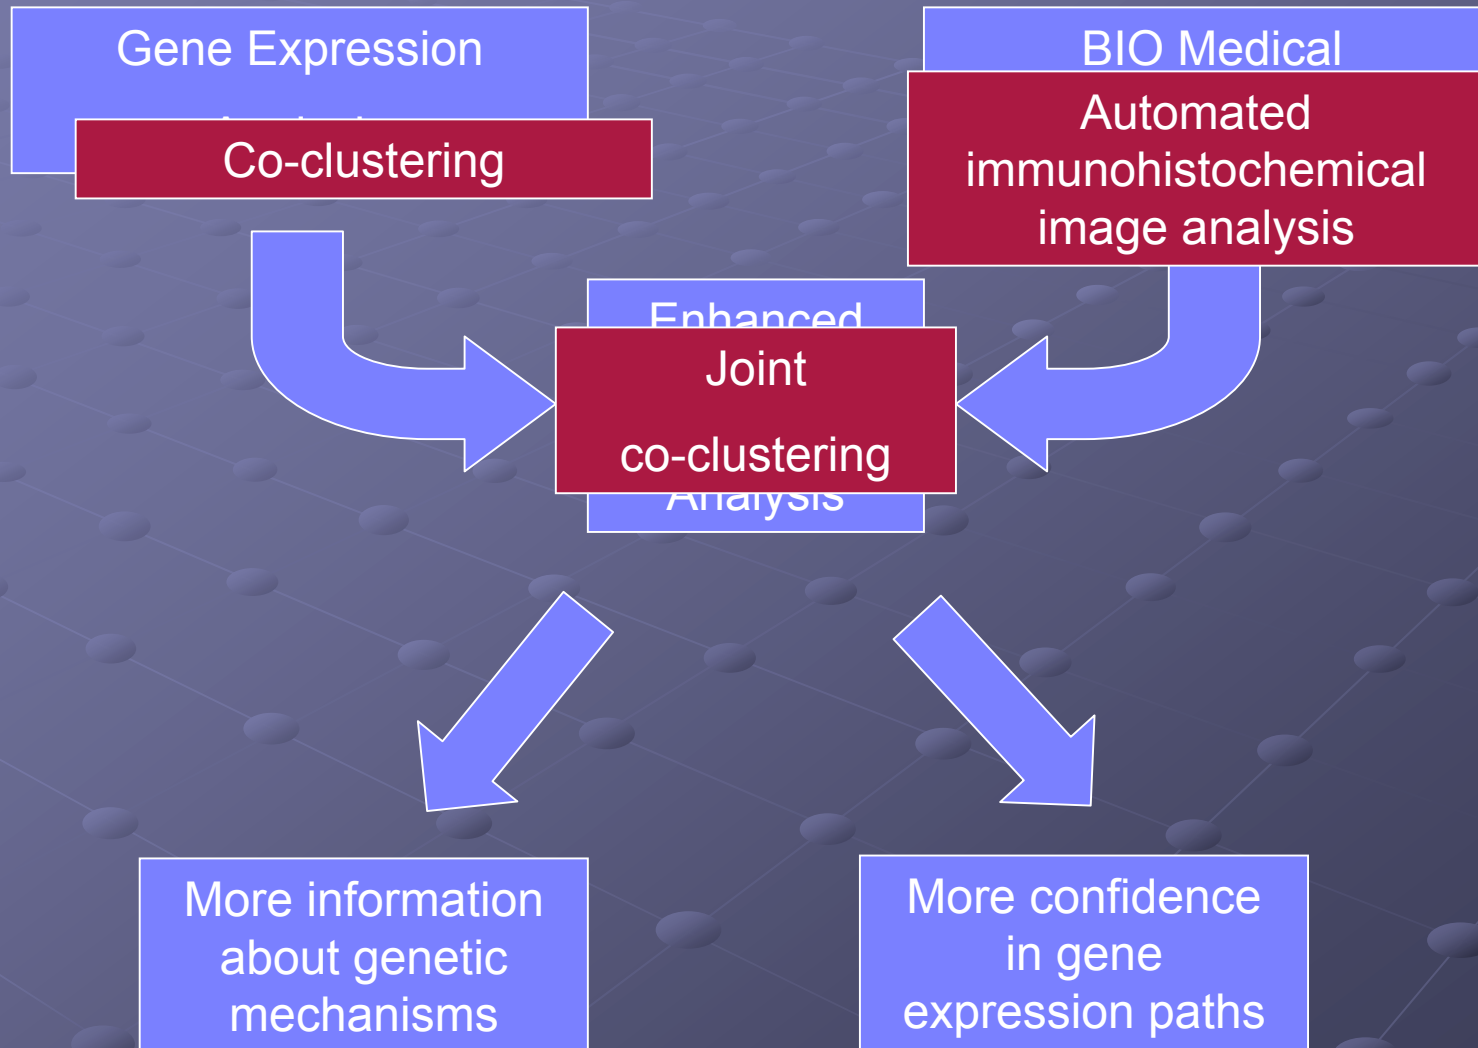 Gene Expression
Co-clustering
BIO Medical
Automated
immunohistochemical
image analysis
Enhanced
Joint
co-clustering
Analysis
More information
about genetic
mechanisms
More confidence
in gene
expression paths